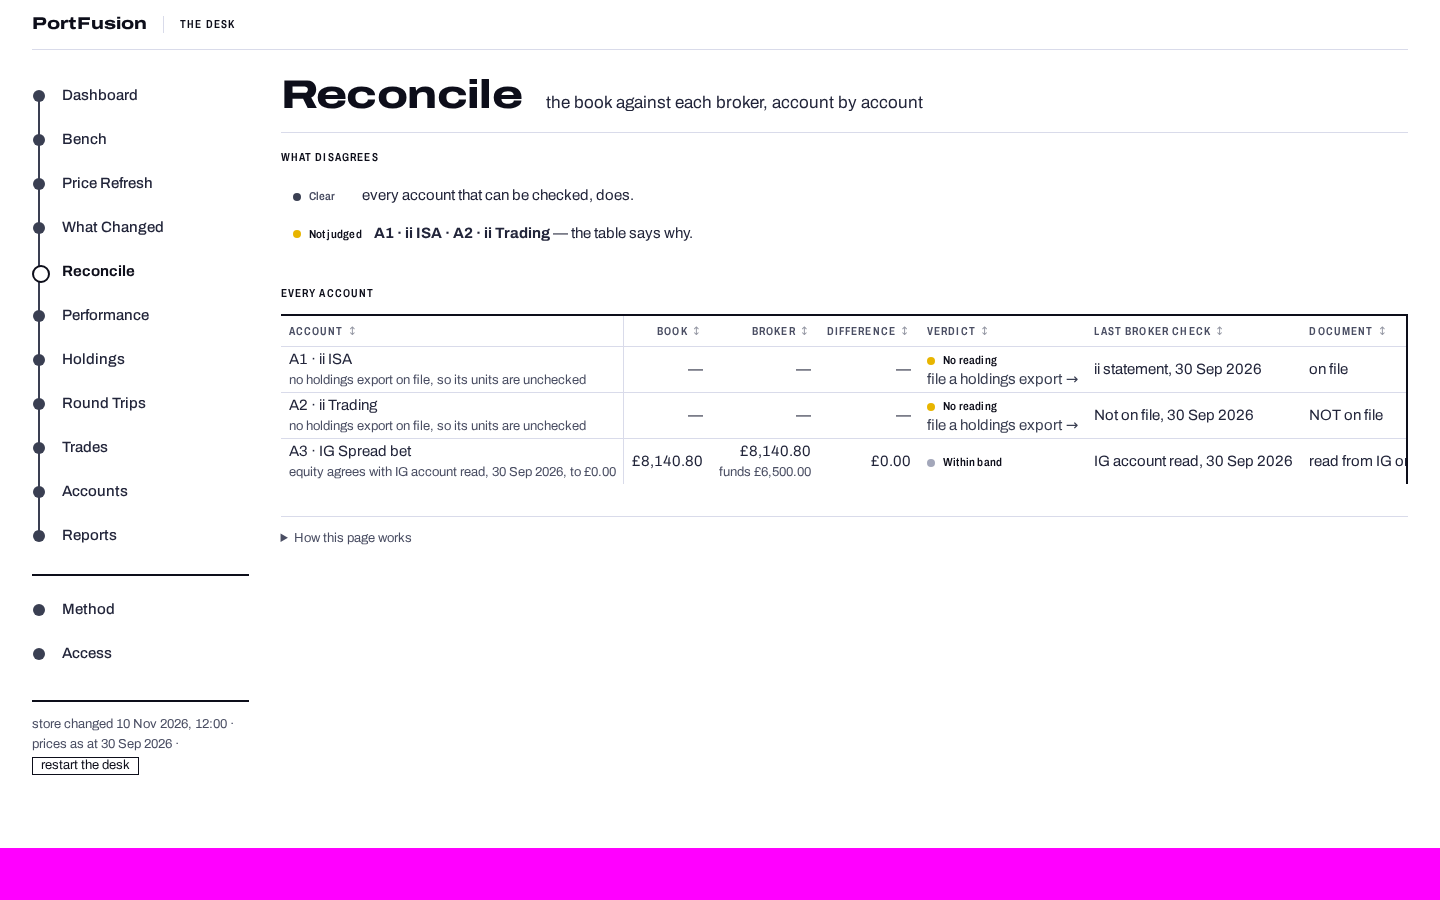 PortFusion
THE DESK
Dashboard
Bench
Price Refresh
What Changed
Reconcile
Performance
Holdings
Round Trips
Trades
Accounts
Reports
Method
Access
store changed 10 Nov 2026, 12:00 ·
prices as at 30 Sep 2026 ·
restart the desk
Reconcile the book against each broker, account by account
WHAT DISAGREES
Clear every account that can be checked, does.
Not judged A1 · ii ISA · A2 · ii Trading — the table says why.
EVERY ACCOUNT
ACCOUNT ↕ BOOK ↕ BROKER ↕ DIFFERENCE ↕ VERDICT ↕ LAST BROKER CHECK ↕ DOCUMENT ↕
A1 · ii ISA
no holdings export on file, so its units are unchecked
— — —
No reading
file a holdings export →
ii statement, 30 Sep 2026
on file
A2 · ii Trading
no holdings export on file, so its units are unchecked
— — —
No reading
file a holdings export →
Not on file, 30 Sep 2026
NOT on file
A3 · IG Spread bet
equity agrees with IG account read, 30 Sep 2026, to £0.00
£8,140.80
£8,140.80
funds £6,500.00
£0.00
Within band
IG account read, 30 Sep 2026
read from IG
How this page works